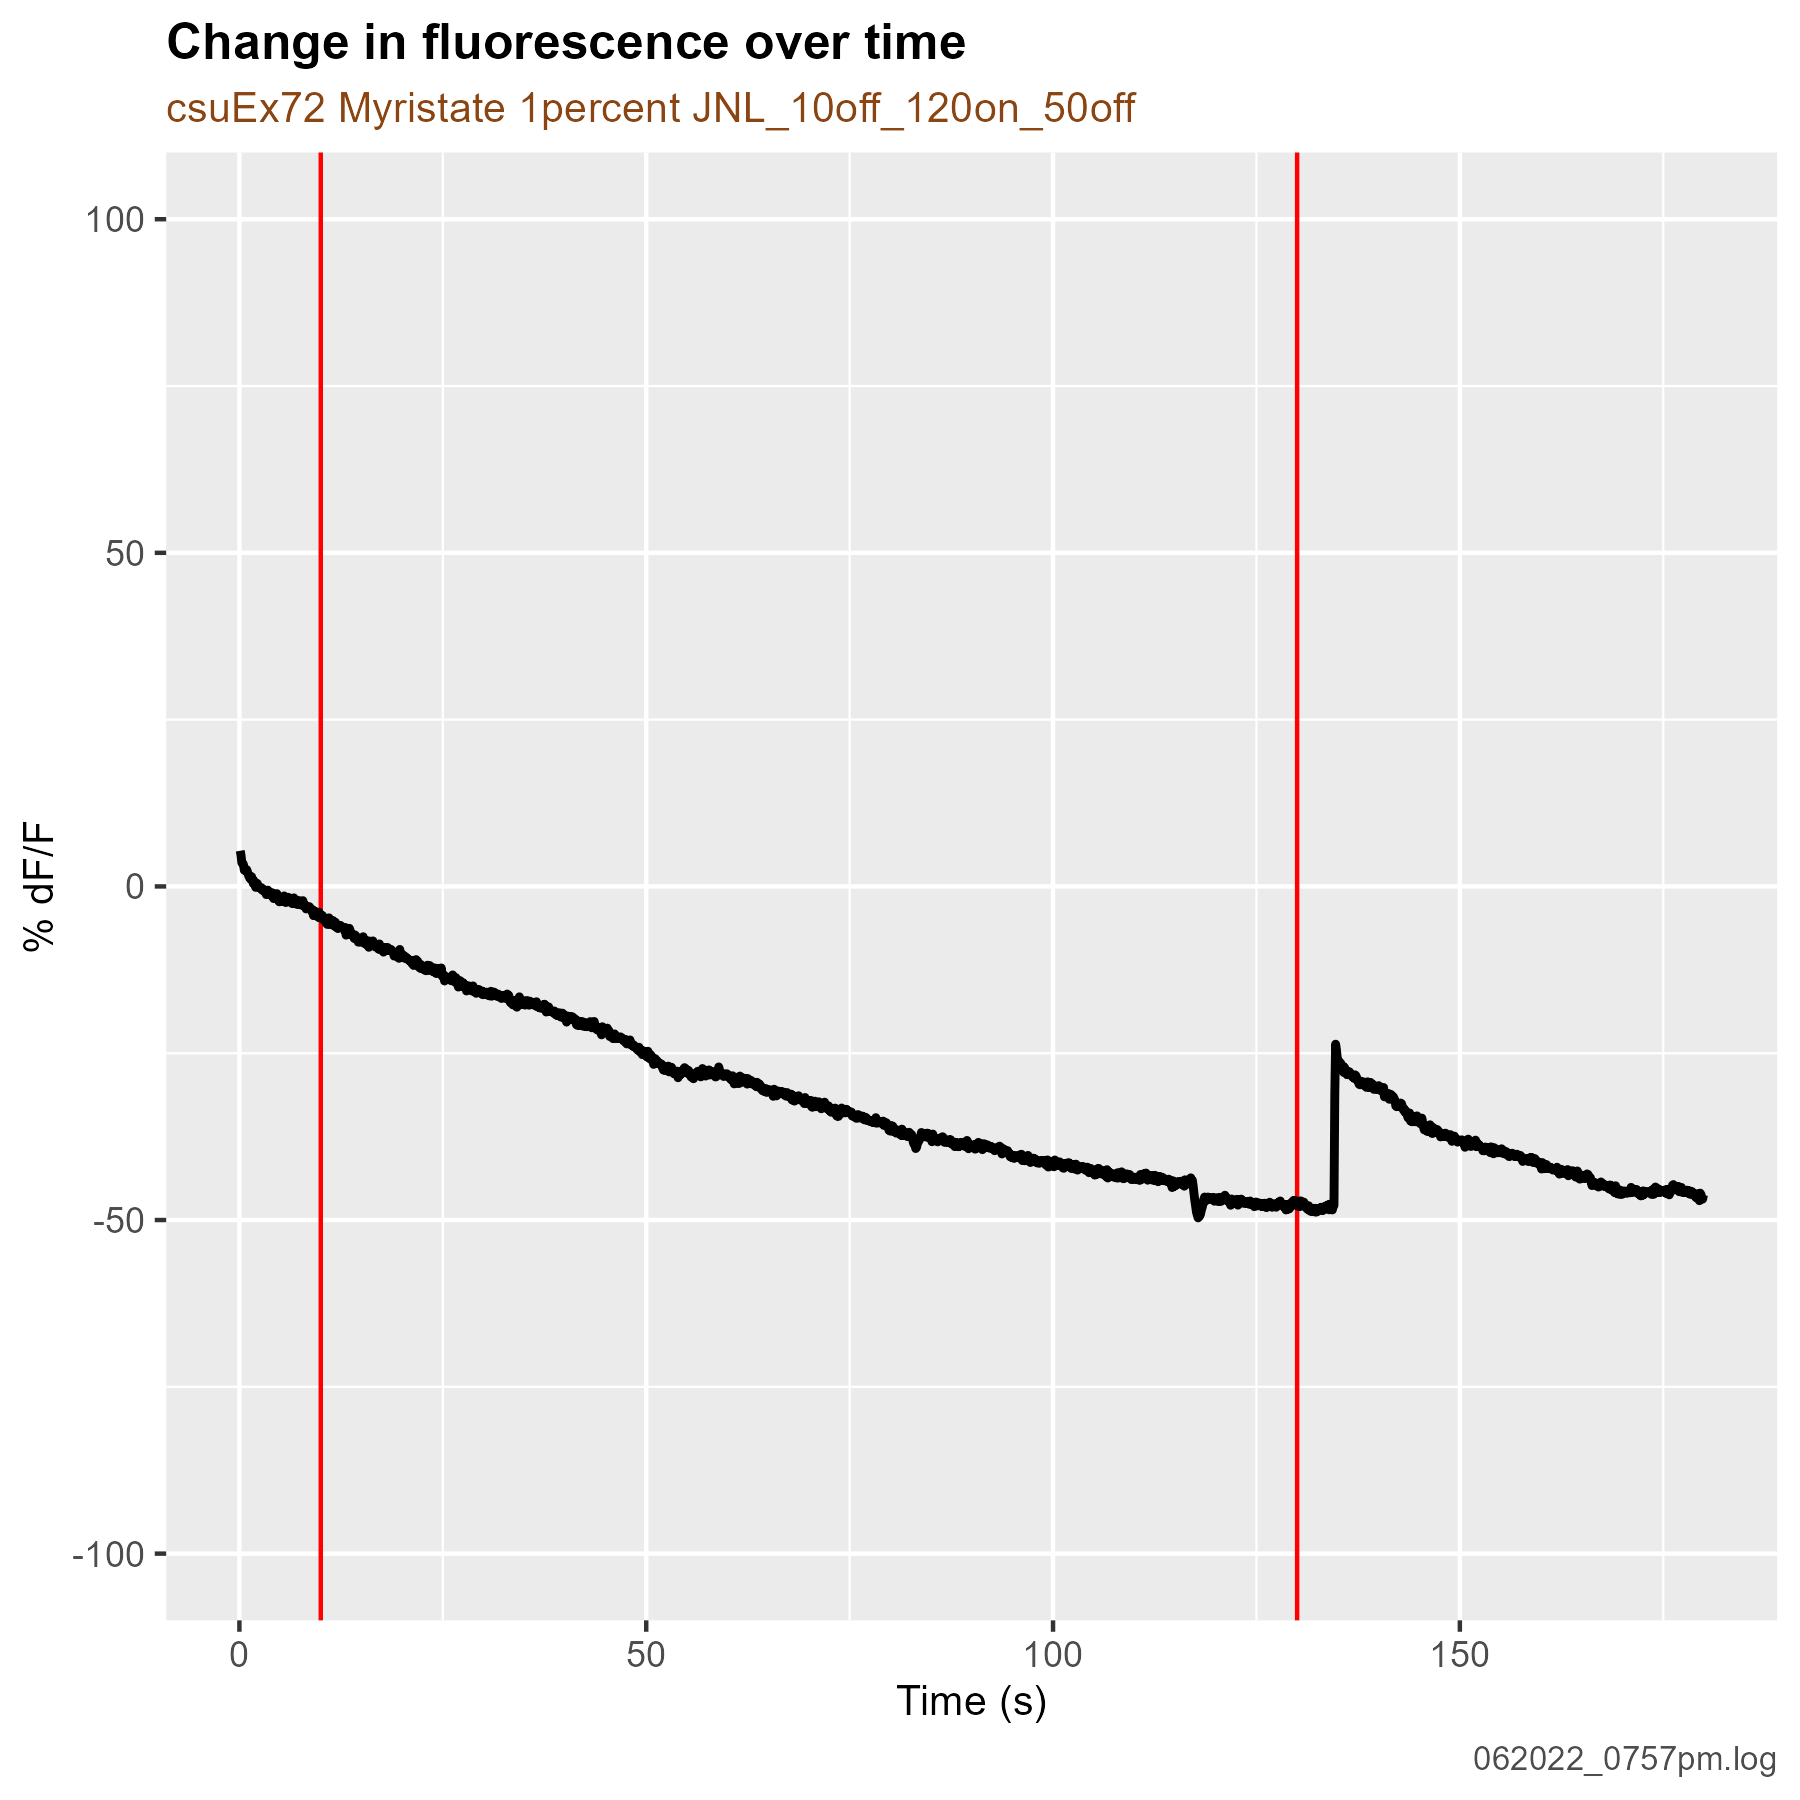 Change in fluorescence over time
csuEx72 Myristate 1percent JNL_10off_120on_50off
100
50
0
-50
-100
% dF/F
0 50 100 150
Time (s)
062022_0757pm.log